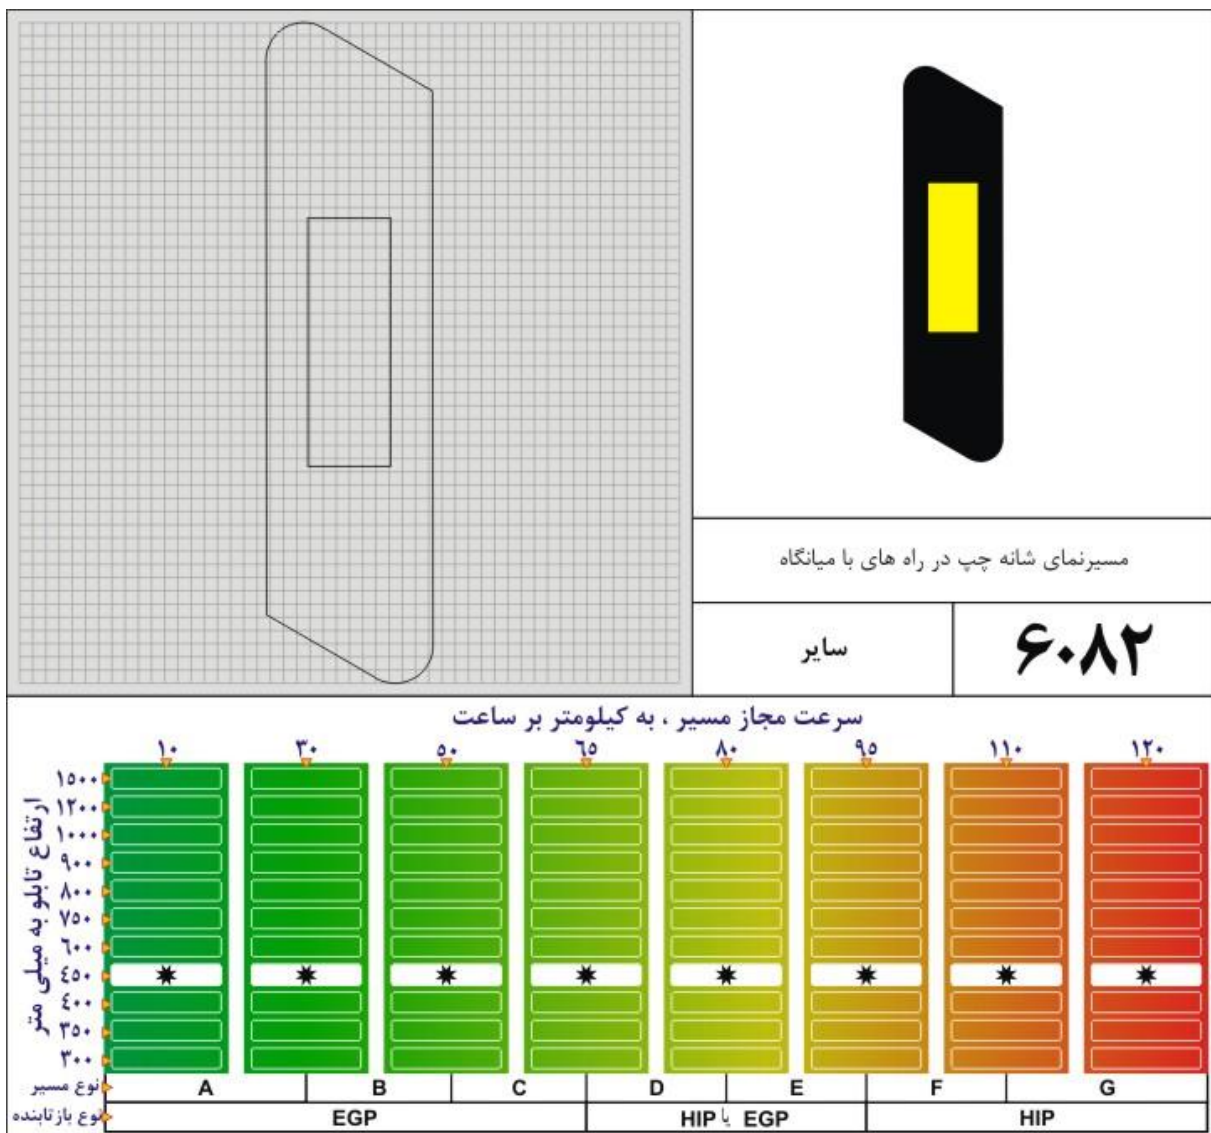 مسیرنمای شانه چپ در راه های با میانگاه
۶۰۸۲
سایر
سرعت مجاز مسیر ، به کیلومتر بر ساعت
۱۰ ۳۰ ۵۰ ۶۵ ۸۰ ۹۵ ۱۱۰ ۱۲۰
ارتفاع تابلو به میلی متر
۱۵۰۰
۱۲۰۰
۱۰۰۰
۹۰۰
۸۰۰
۷۵۰
۶۰۰
۴۵۰
۴۰۰
۳۵۰
۳۰۰
نوع مسیر A B C D E F G
نوع بازتابنده EGP HIP یا EGP HIP